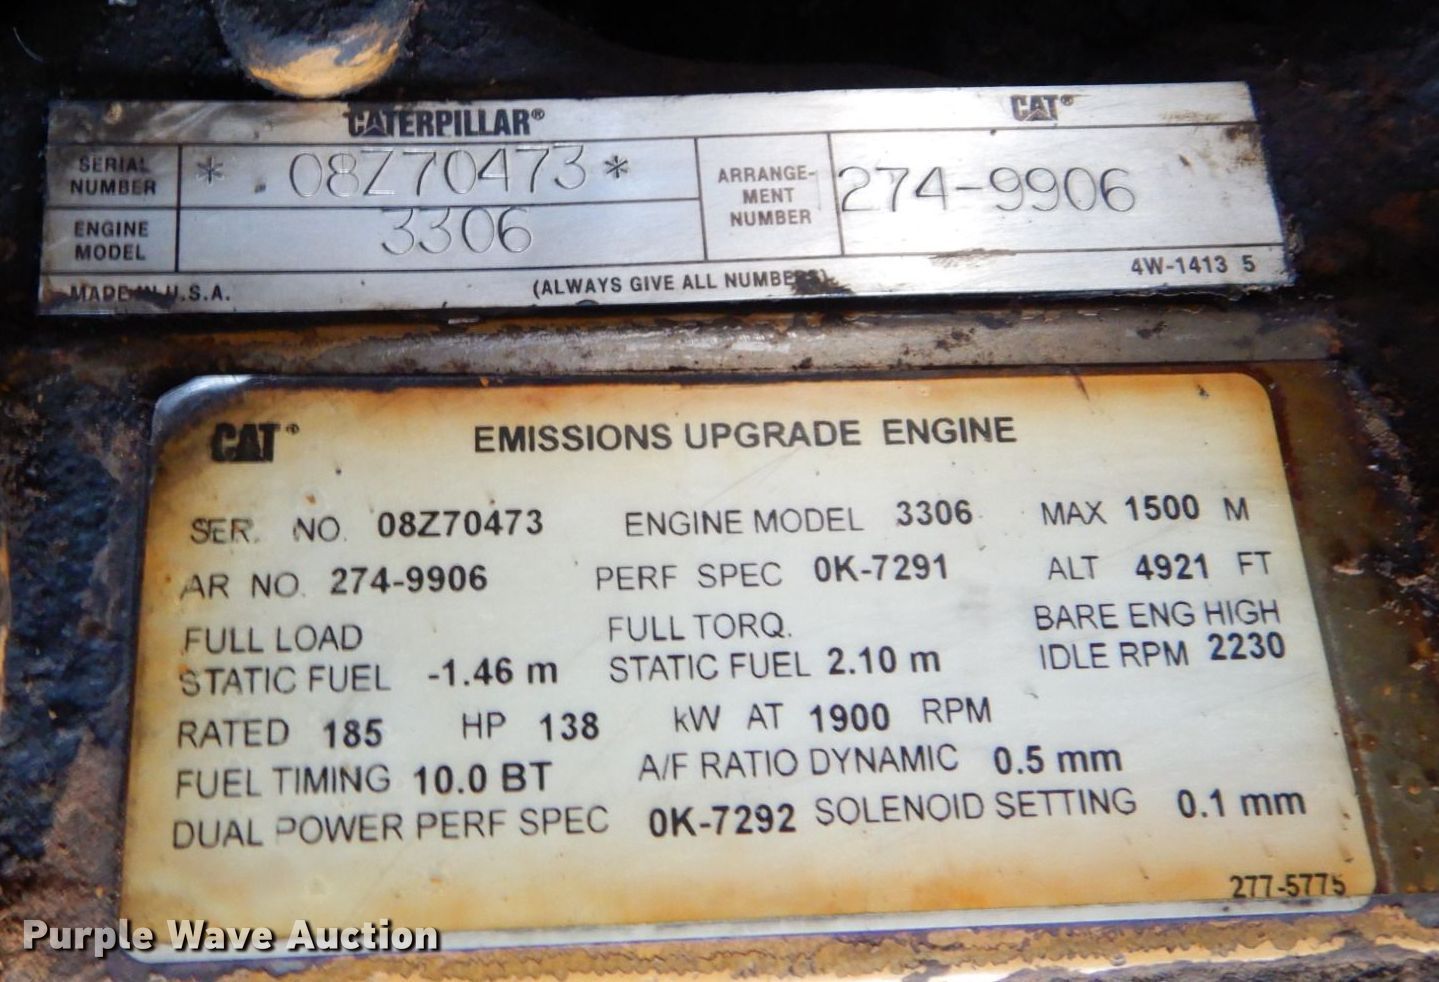 CATERPILLAR® CAT®
SERIAL NUMBER * 08Z70473 * ARRANGE- MENT NUMBER 274-9906
ENGINE MODEL 3306
MADE IN U.S.A. (ALWAYS GIVE ALL NUMBERS) 4W-1413 5
CAT® EMISSIONS UPGRADE ENGINE
SER. NO. 08Z70473 ENGINE MODEL 3306 MAX 1500 M
AR NO. 274-9906 PERF SPEC 0K-7291 ALT 4921 FT
FULL LOAD FULL TORQ. BARE ENG HIGH
STATIC FUEL -1.46 m STATIC FUEL 2.10 m IDLE RPM 2230
RATED 185 HP 138 kW AT 1900 RPM
FUEL TIMING 10.0 BT A/F RATIO DYNAMIC 0.5 mm
DUAL POWER PERF SPEC 0K-7292 SOLENOID SETTING 0.1 mm
277-5775
Purple Wave Auction